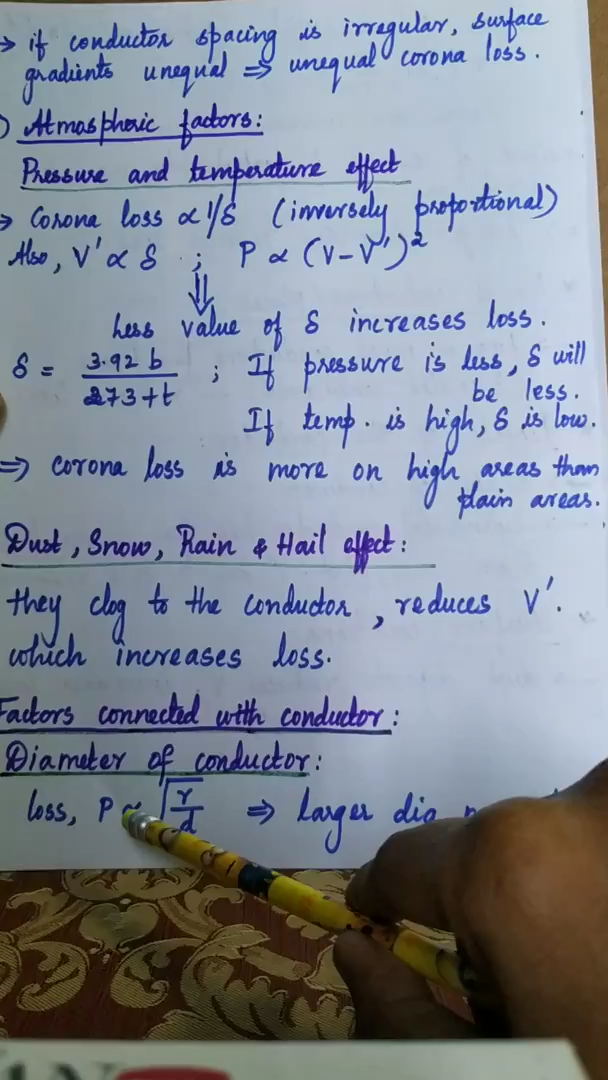 → if conductor spacing is irregular, surface
gradients unequal ⇒ unequal corona loss.
) Atmospheric factors:
Pressure and temperature effect
→ Corona loss ∝ 1/δ (inversely proportional)
Also, V' ∝ δ ; P ∝ (V-V')²
⇓
Less value of δ increases loss.
δ = 3.92 b / 273+t ; If pressure is less, δ will
be less.
If temp. is high, δ is low.
⇒ corona loss is more on high areas than
plain areas.
Dust, Snow, Rain & Hail effect:
they clog to the conductor, reduces V'.
which increases loss.
Factors connected with conductor:
Diameter of conductor:
loss, P ∝ √(r/d) ⇒ larger dia